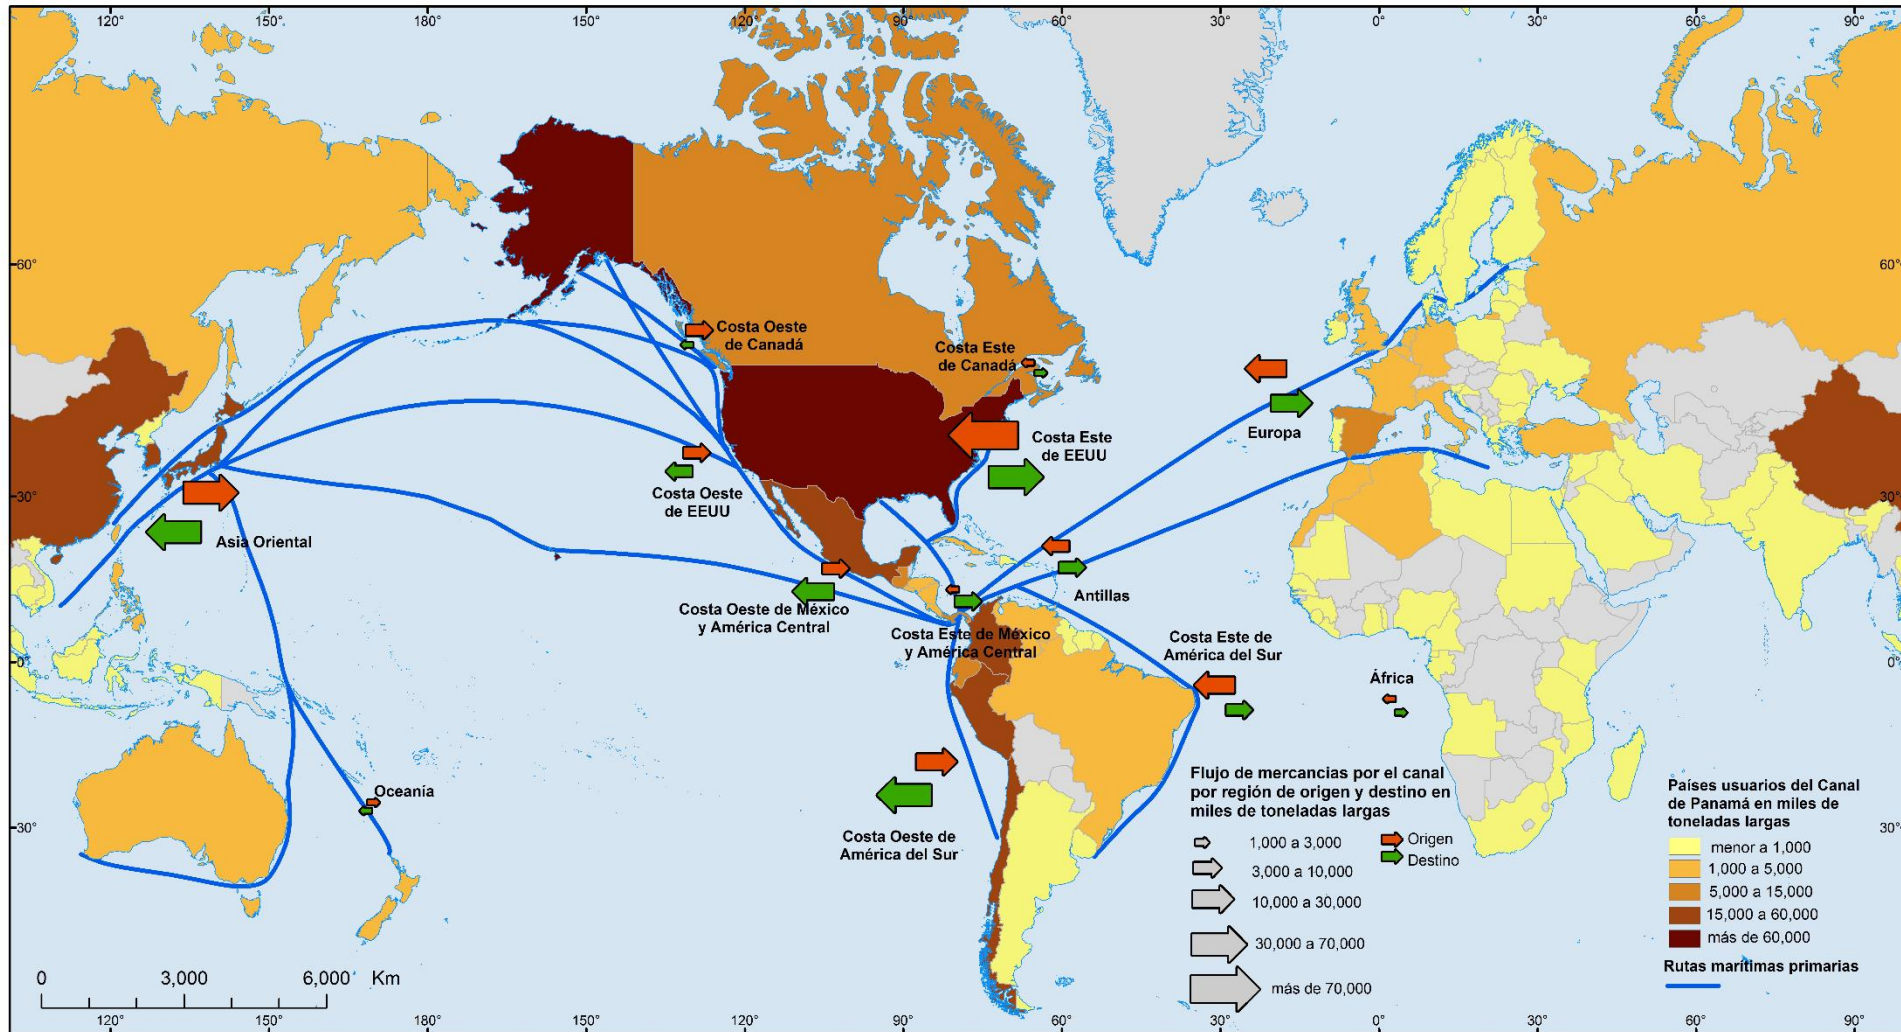 120°
150°
180°
150°
120°
90°
60°
30°
0°
30°
60°
90°
60°
60°
Costa Oeste
de Canadá
Costa Este
de Canadá
Costa Este
de EEUU
Europa
Costa Oeste
de EEUU
30°
30°
Asia Oriental
Antillas
Costa Oeste de México
y América Central
Costa Este de México
y América Central
Costa Este de
América del Sur
0°
0°
África
Oceanía
Costa Oeste de
América del Sur
30°
30°
Flujo de mercancias por el canal
por región de origen y destino en
miles de toneladas largas
1,000 a 3,000
3,000 a 10,000
10,000 a 30,000
30,000 a 70,000
más de 70,000
Origen
Destino
Países usuarios del Canal
de Panamá en miles de
toneladas largas
menor a 1,000
1,000 a 5,000
5,000 a 15,000
15,000 a 60,000
más de 60,000
Rutas marítimas primarias
0 3,000 6,000 Km
120°
150°
180°
150°
120°
90°
60°
30°
0°
30°
60°
90°